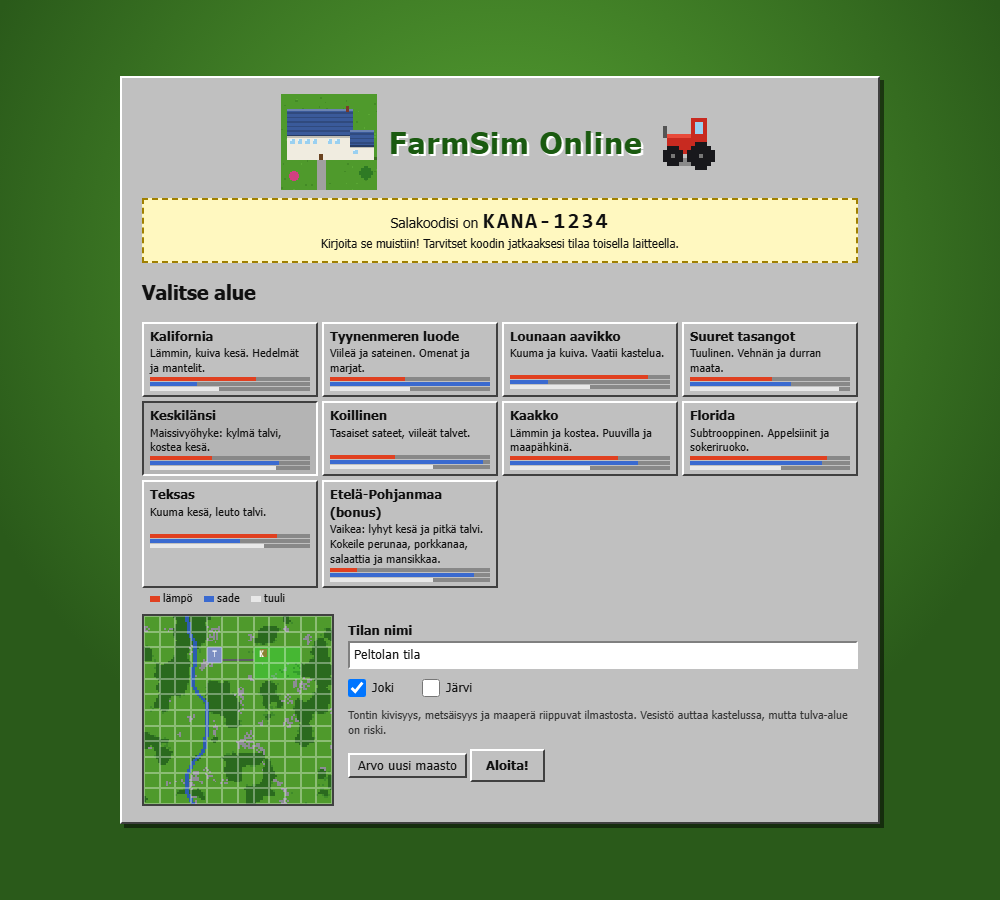 FarmSim Online
Salakoodisi on KANA-1234
Kirjoita se muistiin! Tarvitset koodin jatkaaksesi tilaa toisella laitteella.
Valitse alue
Kalifornia
Lämmin, kuiva kesä. Hedelmät
ja mantelit.
Tyynenmeren luode
Viileä ja sateinen. Omenat ja
marjat.
Lounaan aavikko
Kuuma ja kuiva. Vaatii kastelua.
Suuret tasangot
Tuulinen. Vehnän ja durran
maata.
Keskilänsi
Maissivyöhyke: kylmä talvi,
kostea kesä.
Koillinen
Tasaiset sateet, viileät talvet.
Kaakko
Lämmin ja kostea. Puuvilla ja
maapähkinä.
Florida
Subtrooppinen. Appelsiinit ja
sokeriruoko.
Teksas
Kuuma kesä, leuto talvi.
Etelä-Pohjanmaa
(bonus)
Vaikea: lyhyt kesä ja pitkä talvi.
Kokeile perunaa, porkkanaa,
salaattia ja mansikkaa.
lämpö sade tuuli
T K
Tilan nimi
Peltolan tila
Joki Järvi
Tontin kivisyys, metsäisyys ja maaperä riippuvat ilmastosta. Vesistö auttaa kastelussa, mutta tulva-alue
on riski.
Arvo uusi maasto Aloita!